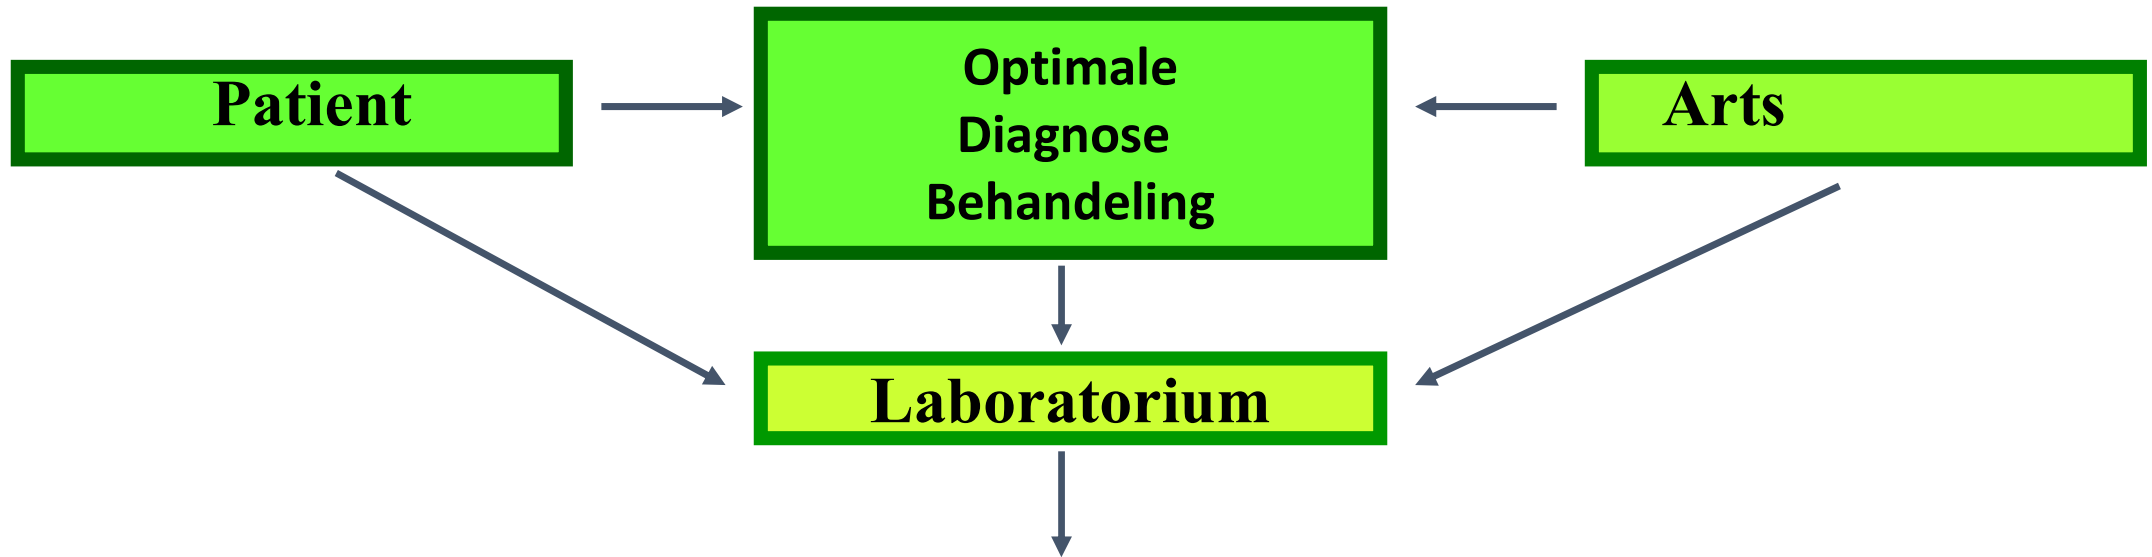 Patient
Optimale
Diagnose
Behandeling
Arts
Laboratorium